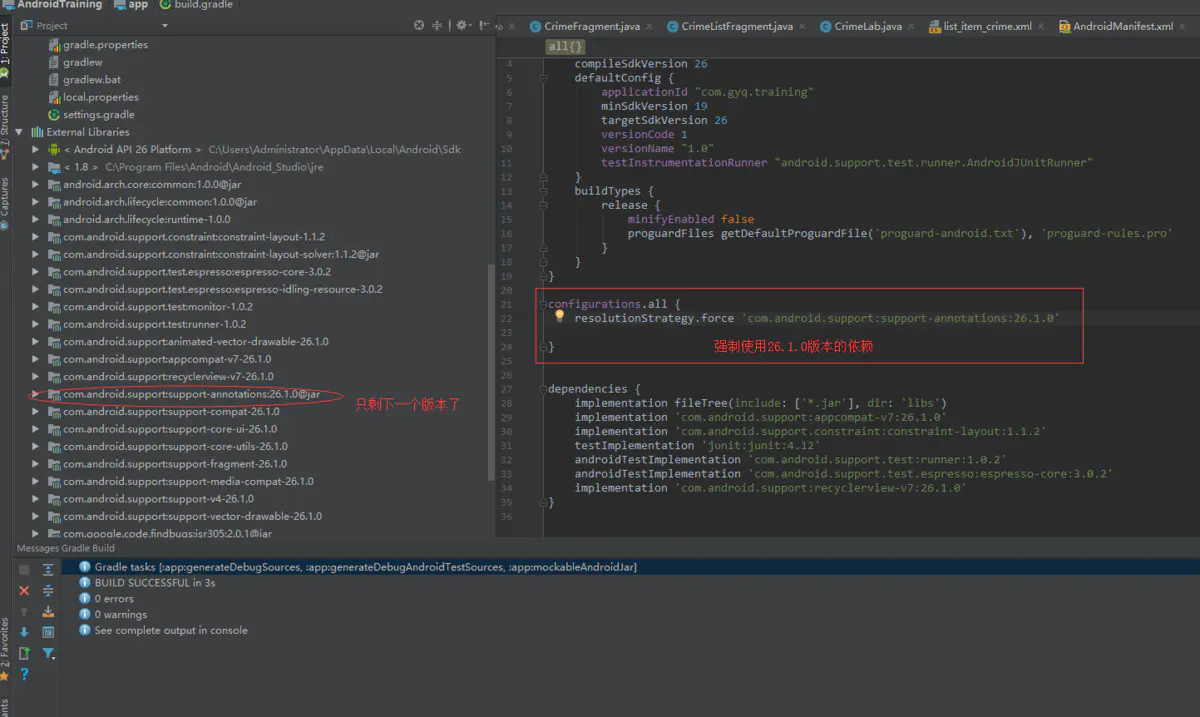 AndroidTraining app build.gradle
Project
CrimeFragment.java CrimeListFragment.java CrimeLab.java list_item_crime.xml AndroidManifest.xml
1: Project
Z: Structure
Captures
2: Favorites
gradle.properties
gradlew
gradlew.bat
local.properties
settings.gradle
External Libraries
< Android API 26 Platform > C:\Users\Administrator\AppData\Local\Android\Sdk
< 1.8 > C:\Program Files\Android\Android_Studio\jre
android.arch.core:common:1.0.0@jar
android.arch.lifecycle:common:1.0.0@jar
android.arch.lifecycle:runtime-1.0.0
com.android.support.constraint:constraint-layout-1.1.2
com.android.support.constraint:constraint-layout-solver:1.1.2@jar
com.android.support.test.espresso:espresso-core-3.0.2
com.android.support.test.espresso:espresso-idling-resource-3.0.2
com.android.support.test:monitor-1.0.2
com.android.support.test:runner-1.0.2
com.android.support:animated-vector-drawable-26.1.0
com.android.support:appcompat-v7-26.1.0
com.android.support:recyclerview-v7-26.1.0
com.android.support:support-annotations:26.1.0@jar
只剩下一个版本了
com.android.support:support-compat-26.1.0
com.android.support:support-core-ui-26.1.0
com.android.support:support-core-utils-26.1.0
com.android.support:support-fragment-26.1.0
com.android.support:support-media-compat-26.1.0
com.android.support:support-v4-26.1.0
com.android.support:support-vector-drawable-26.1.0
com.google.code.findbugs:jsr305:2.0.1@jar
all{}
4 compileSdkVersion 26
5 defaultConfig {
6 applicationId "com.gyq.training"
7 minSdkVersion 19
8 targetSdkVersion 26
9 versionCode 1
10 versionName "1.0"
11 testInstrumentationRunner "android.support.test.runner.AndroidJUnitRunner"
12 }
13 buildTypes {
14 release {
15 minifyEnabled false
16 proguardFiles getDefaultProguardFile('proguard-android.txt'), 'proguard-rules.pro'
17 }
18 }
19 }
20
21 configurations.all {
22 resolutionStrategy.force 'com.android.support:support-annotations:26.1.0'
23
强制使用26.1.0版本的依赖
24 }
25
26
27 dependencies {
28 implementation fileTree(include: ['*.jar'], dir: 'libs')
29 implementation 'com.android.support:appcompat-v7:26.1.0'
30 implementation 'com.android.support.constraint:constraint-layout:1.1.2'
31 testImplementation 'junit:junit:4.12'
32 androidTestImplementation 'com.android.support.test:runner:1.0.2'
33 androidTestImplementation 'com.android.support.test.espresso:espresso-core:3.0.2'
34 implementation 'com.android.support:recyclerview-v7:26.1.0'
35 }
36
Messages Gradle Build
Gradle tasks [:app:generateDebugSources, :app:generateDebugAndroidTestSources, :app:mockableAndroidJar]
BUILD SUCCESSFUL in 3s
0 errors
0 warnings
See complete output in console